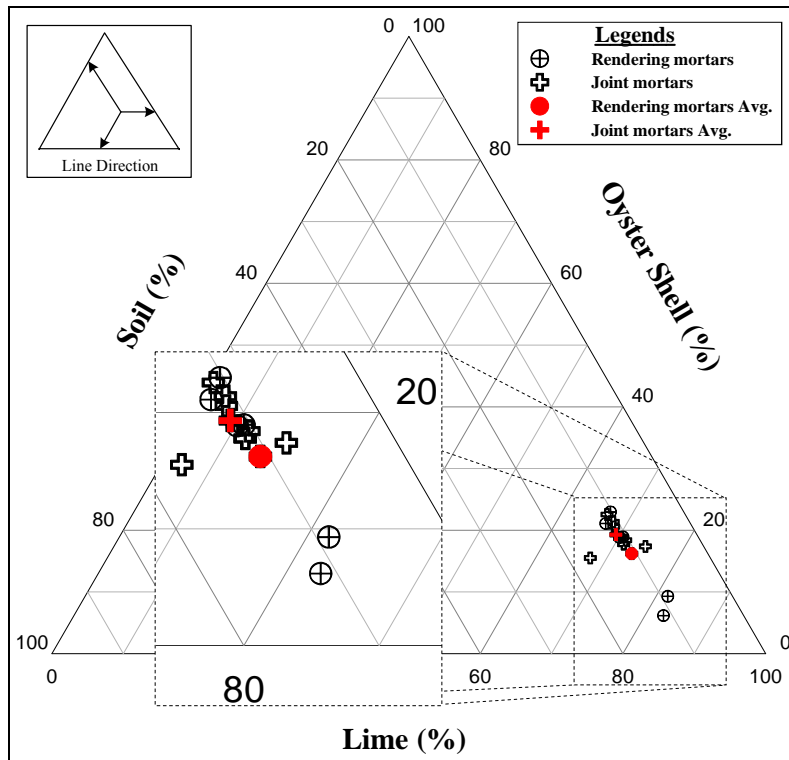 0 100
Legends
Rendering mortars
Joint mortars
Rendering mortars Avg.
Joint mortars Avg.
Line Direction
20
80
Oyster Shell (%)
Soil (%)
40
60
20
40
80
20
80
100
0
0
60
80
100
Lime (%)